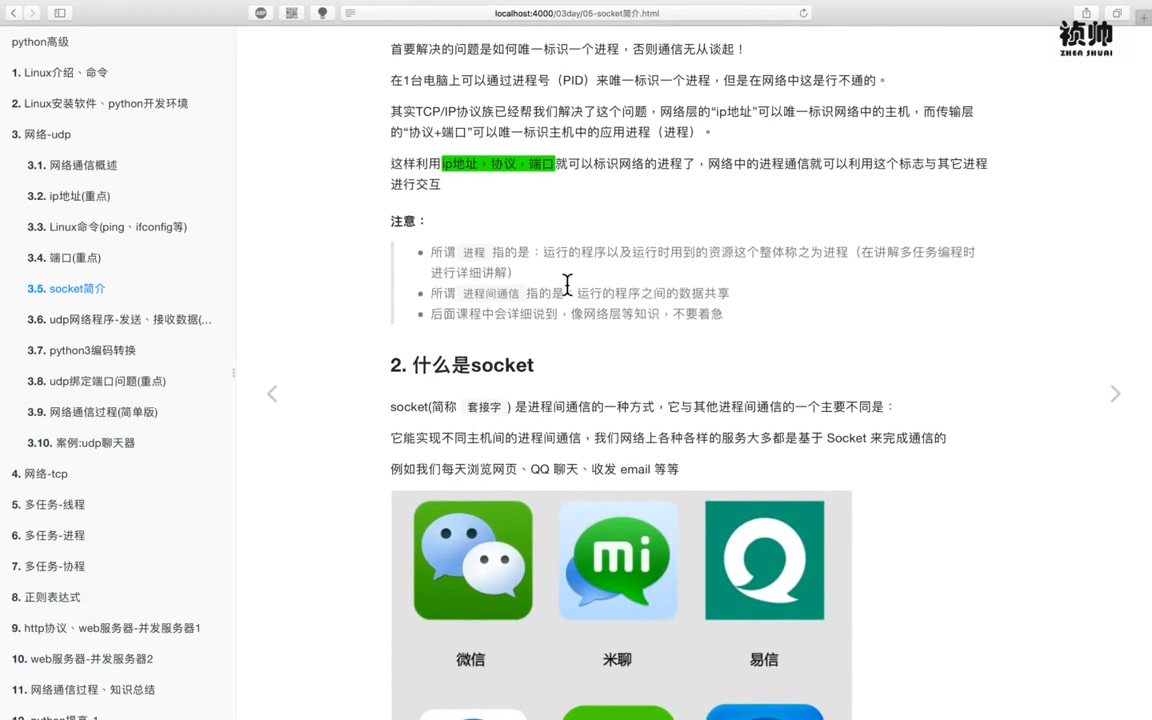 localhost:4000/03day/05-socket简介.html
ABP
祯帅
ZHEN SHUAI
python高级
1. Linux介绍、命令
2. Linux安装软件、python开发环境
3. 网络-udp
3.1. 网络通信概述
3.2. ip地址(重点)
3.3. Linux命令(ping、ifconfig等)
3.4. 端口(重点)
3.5. socket简介
3.6. udp网络程序-发送、接收数据(...
3.7. python3编码转换
3.8. udp绑定端口问题(重点)
3.9. 网络通信过程(简单版)
3.10. 案例:udp聊天器
4. 网络-tcp
5. 多任务-线程
6. 多任务-进程
7. 多任务-协程
8. 正则表达式
9. http协议、web服务器-并发服务器1
10. web服务器-并发服务器2
11. 网络通信过程、知识总结
12. python提高-1
首要解决的问题是如何唯一标识一个进程，否则通信无从谈起！
在1台电脑上可以通过进程号（PID）来唯一标识一个进程，但是在网络中这是行不通的。
其实TCP/IP协议族已经帮我们解决了这个问题，网络层的“ip地址”可以唯一标识网络中的主机，而传输层
的“协议+端口”可以唯一标识主机中的应用进程（进程）。
这样利用ip地址，协议，端口就可以标识网络的进程了，网络中的进程通信就可以利用这个标志与其它进程
进行交互
注意：
所谓 进程 指的是：运行的程序以及运行时用到的资源这个整体称之为进程（在讲解多任务编程时
进行详细讲解）
所谓 进程间通信 指的是：运行的程序之间的数据共享
后面课程中会详细说到，像网络层等知识，不要着急
2. 什么是socket
socket(简称 套接字 ) 是进程间通信的一种方式，它与其他进程间通信的一个主要不同是：
它能实现不同主机间的进程间通信，我们网络上各种各样的服务大多都是基于 Socket 来完成通信的
例如我们每天浏览网页、QQ 聊天、收发 email 等等
mi
微信
米聊
易信